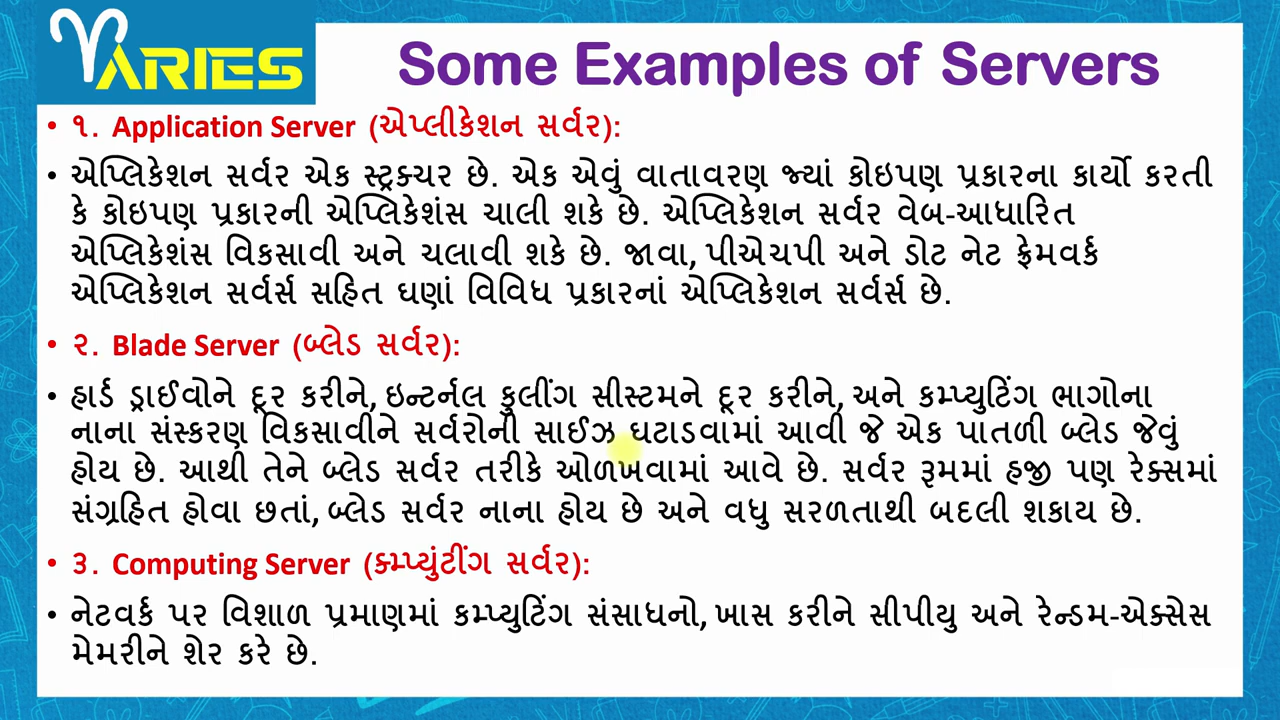 ARIES
Some Examples of Servers
• ૧. Application Server (એપ્લીકેશન સર્વર):
• એપ્લિકેશન સર્વર એક સ્ટ્રક્ચર છે. એક એવું વાતાવરણ જ્યાં કોઇપણ પ્રકારના કાર્યો કરતી
કે કોઇપણ પ્રકારની એપ્લિકેશંસ ચાલી શકે છે. એપ્લિકેશન સર્વર વેબ-આધારિત
એપ્લિકેશંસ વિકસાવી અને ચલાવી શકે છે. જાવા, પીએચપી અને ડોટ નેટ ફ્રેમવર્ક
એપ્લિકેશન સર્વર્સ સહિત ઘણાં વિવિધ પ્રકારનાં એપ્લિકેશન સર્વર્સ છે.
• ૨. Blade Server (બ્લેડ સર્વર):
• હાર્ડ ડ્રાઈવોને દૂર કરીને, ઇન્ટર્નલ કુલીંગ સીસ્ટમને દૂર કરીને, અને કમ્પ્યુટિંગ ભાગોના
નાના સંસ્કરણ વિકસાવીને સર્વરોની સાઈઝ ઘટાડવામાં આવી જે એક પાતળી બ્લેડ જેવું
હોય છે. આથી તેને બ્લેડ સર્વર તરીકે ઓળખવામાં આવે છે. સર્વર રૂમમાં હજી પણ રેક્સમાં
સંગ્રહિત હોવા છતાં, બ્લેડ સર્વર નાના હોય છે અને વધુ સરળતાથી બદલી શકાય છે.
• ૩. Computing Server (ક્મ્પ્યુંટીંગ સર્વર):
• નેટવર્ક પર વિશાળ પ્રમાણમાં કમ્પ્યુટિંગ સંસાધનો, ખાસ કરીને સીપીયુ અને રેન્ડમ-એક્સેસ
મેમરીને શેર કરે છે.